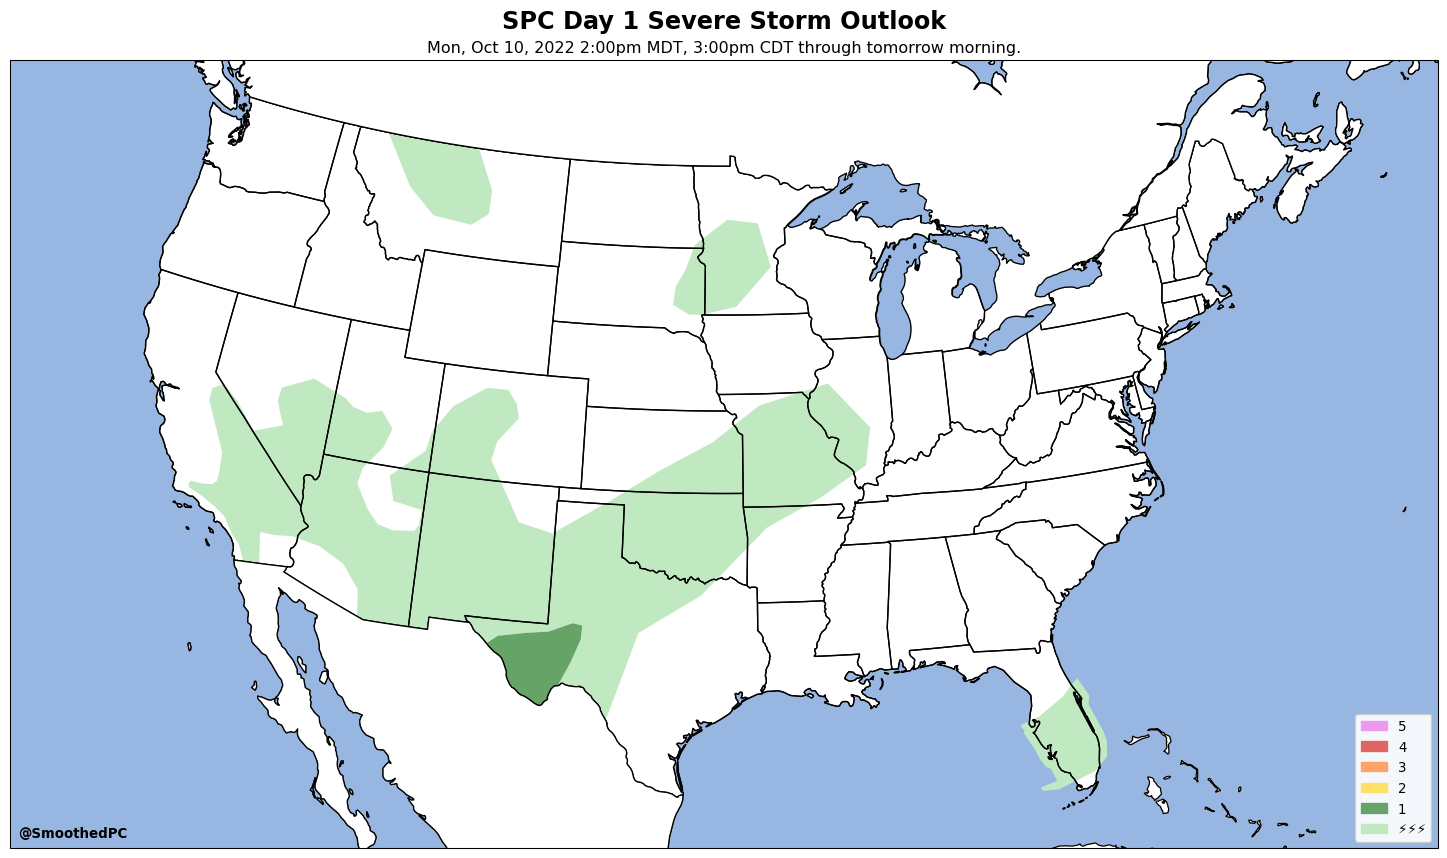 SPC Day 1 Severe Storm Outlook
Mon, Oct 10, 2022 2:00pm MDT, 3:00pm CDT through tomorrow morning.
5
4
3
2
1
⚡⚡⚡
@SmoothedPC